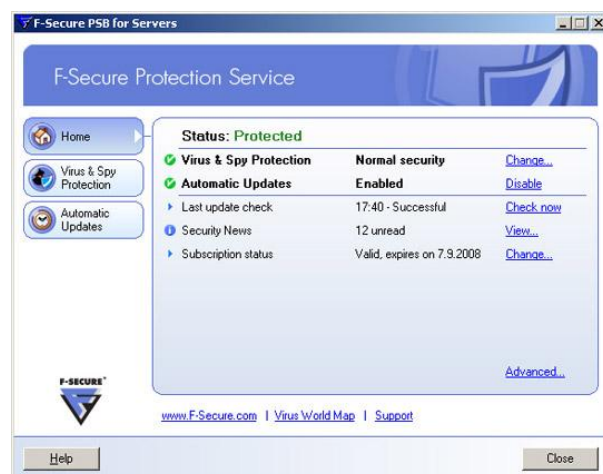 F-Secure PSB for Servers
F-Secure Protection Service
Home
Virus & Spy
Protection
Automatic
Updates
Status: Protected
Virus & Spy Protection Normal security Change...
Automatic Updates Enabled Disable
Last update check 17:40 - Successful Check now
Security News 12 unread View...
Subscription status Valid, expires on 7.9.2008 Change...
Advanced...
F-SECURE
www.F-Secure.com | Virus World Map | Support
Help Close